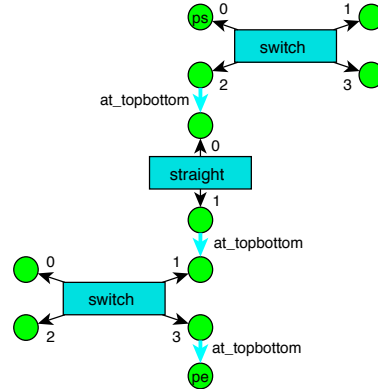 ps 0 1
switch
2 3
at_topbottom
0
straight
1
at_topbottom
0 1
switch
2 3
at_topbottom
pe